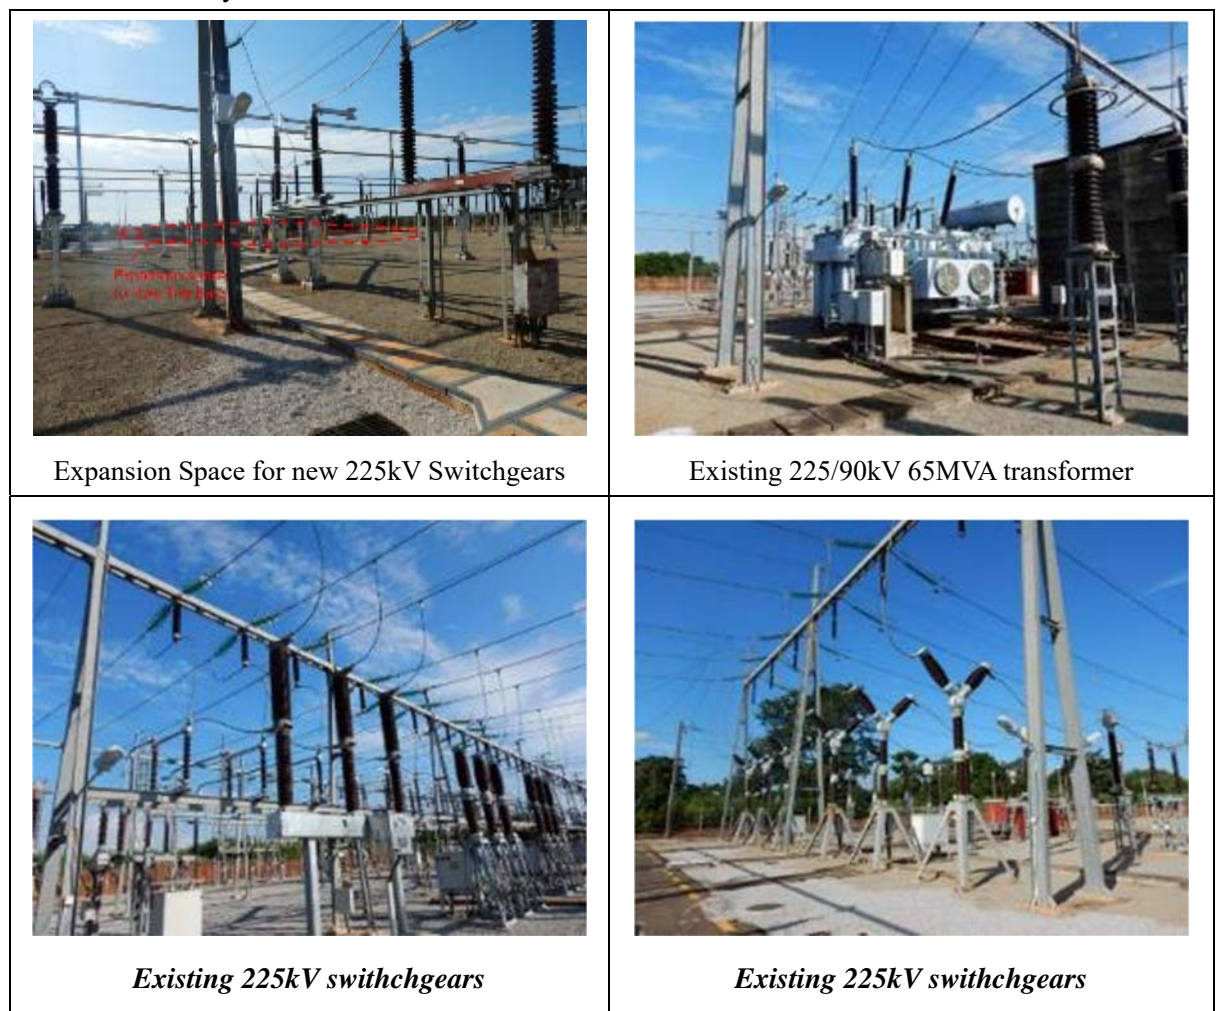 Expansion Space for new 225kV Switchgears
Existing 225/90kV 65MVA transformer
Existing 225kV swithchgears
Existing 225kV swithchgears